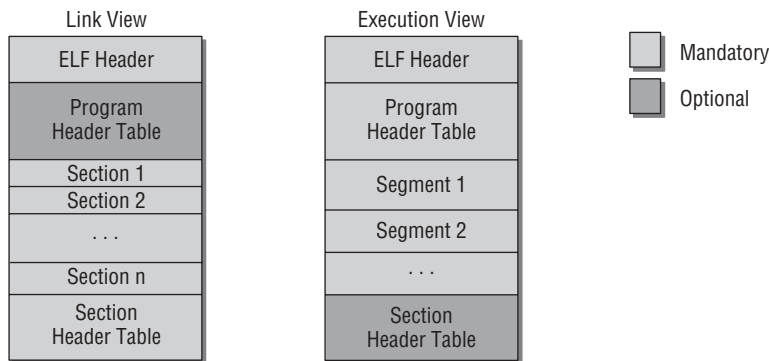 Link View
ELF Header
Program
Header Table
Section 1
Section 2
. . .
Section n
Section
Header Table
Execution View
ELF Header
Program
Header Table
Segment 1
Segment 2
. . .
Section
Header Table
Mandatory
Optional